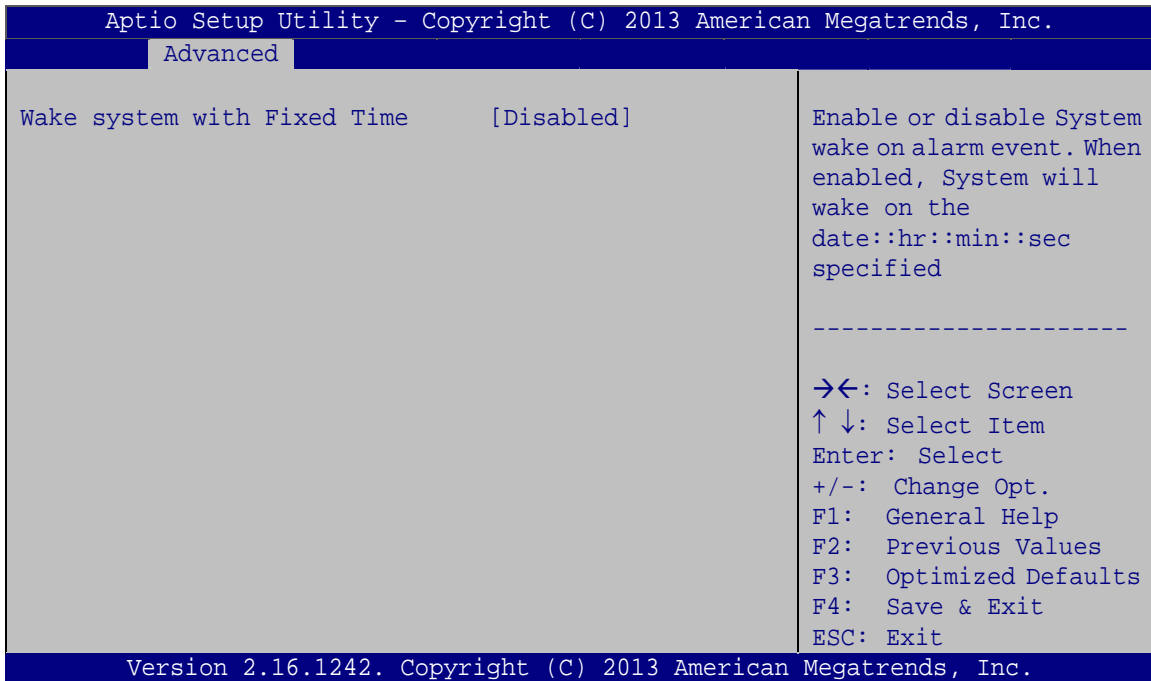 Aptio Setup Utility – Copyright (C) 2013 American Megatrends, Inc.
Advanced
Wake system with Fixed Time [Disabled]
Enable or disable System
wake on alarm event. When
enabled, System will
wake on the
date::hr::min::sec
specified
----------------------
→←: Select Screen
↑ ↓: Select Item
Enter: Select
+/-: Change Opt.
F1: General Help
F2: Previous Values
F3: Optimized Defaults
F4: Save & Exit
ESC: Exit
Version 2.16.1242. Copyright (C) 2013 American Megatrends, Inc.